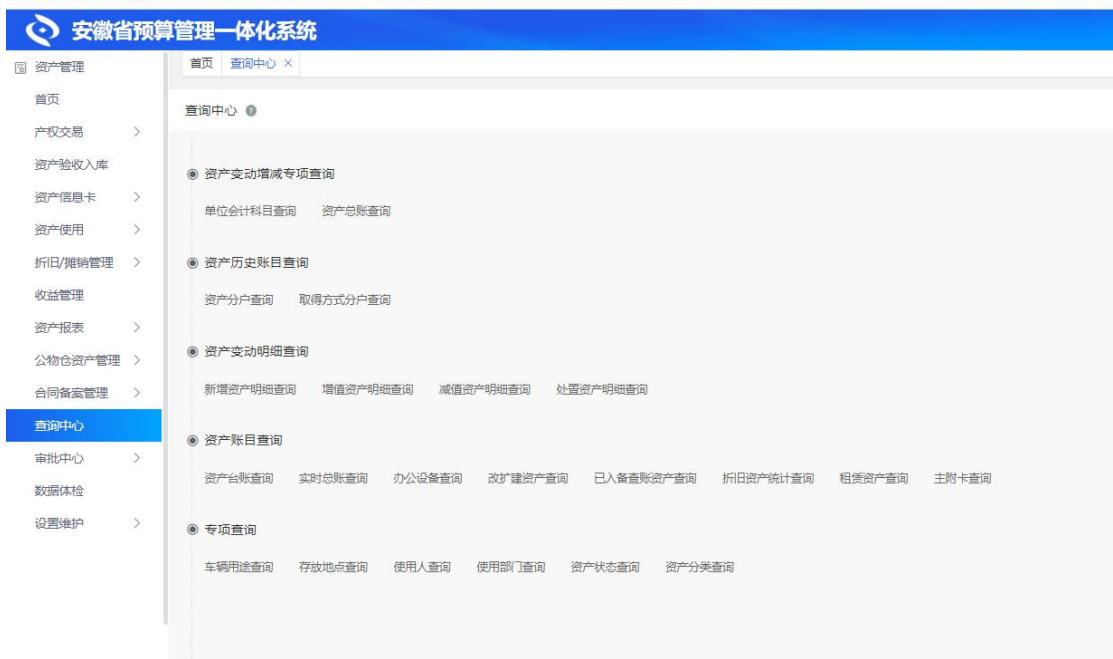 安徽省预算管理一体化系统
资产管理
首页
产权交易
资产验收入库
资产信息卡
资产使用
折旧/摊销管理
收益管理
资产报表
公物仓资产管理
合同备案管理
查询中心
审批中心
数据体检
设置维护
首页 查询中心 ×
查询中心 ?
资产变动增减专项查询
单位会计科目查询 资产总账查询
资产历史账目查询
资产分户查询 取得方式分户查询
资产变动明细查询
新增资产明细查询 增值资产明细查询 减值资产明细查询 处置资产明细查询
资产账目查询
资产台账查询 实时总账查询 办公设备查询 改扩建资产查询 已入备查账资产查询 折旧资产统计查询 租赁资产查询 主附卡查询
专项查询
车辆用途查询 存放地点查询 使用人查询 使用部门查询 资产状态查询 资产分类查询